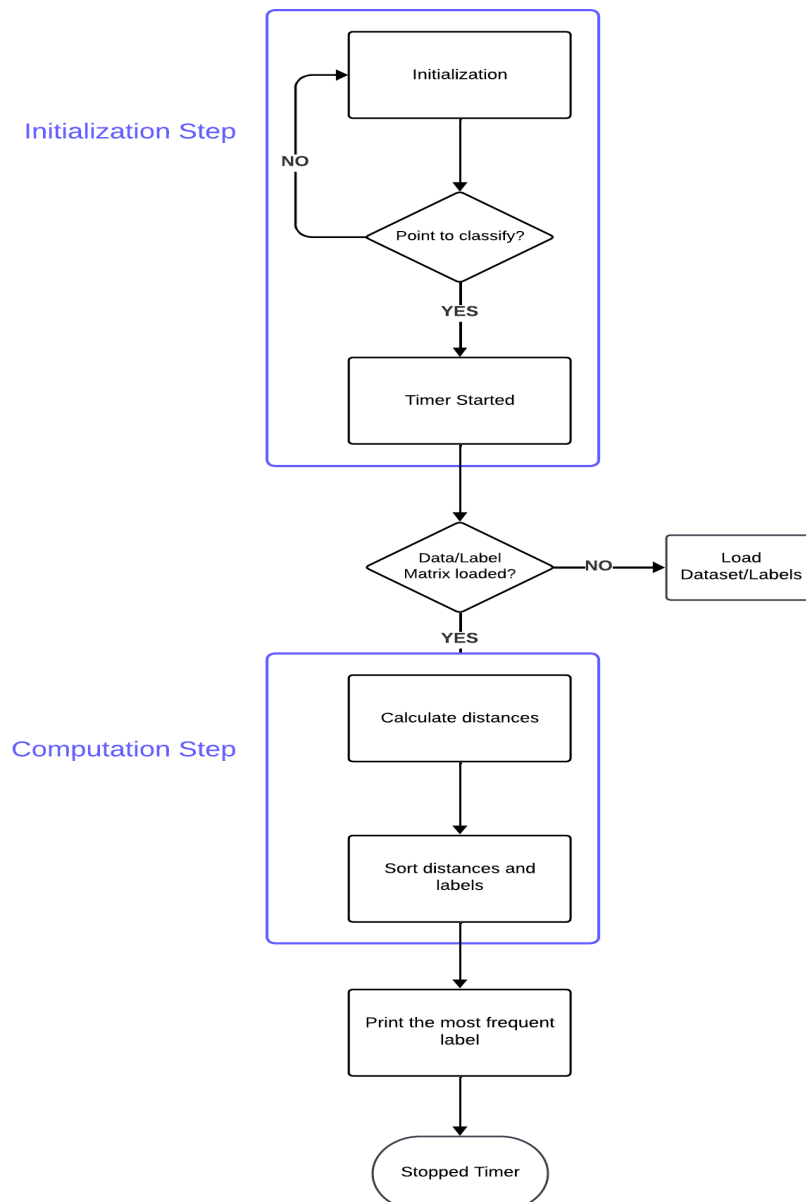 Initialization
Initialization Step
NO
Point to classify?
YES
Timer Started
Data/Label
Matrix loaded?
NO
Load
Dataset/Labels
YES
Calculate distances
Computation Step
Sort distances and
labels
Print the most frequent
label
Stopped Timer